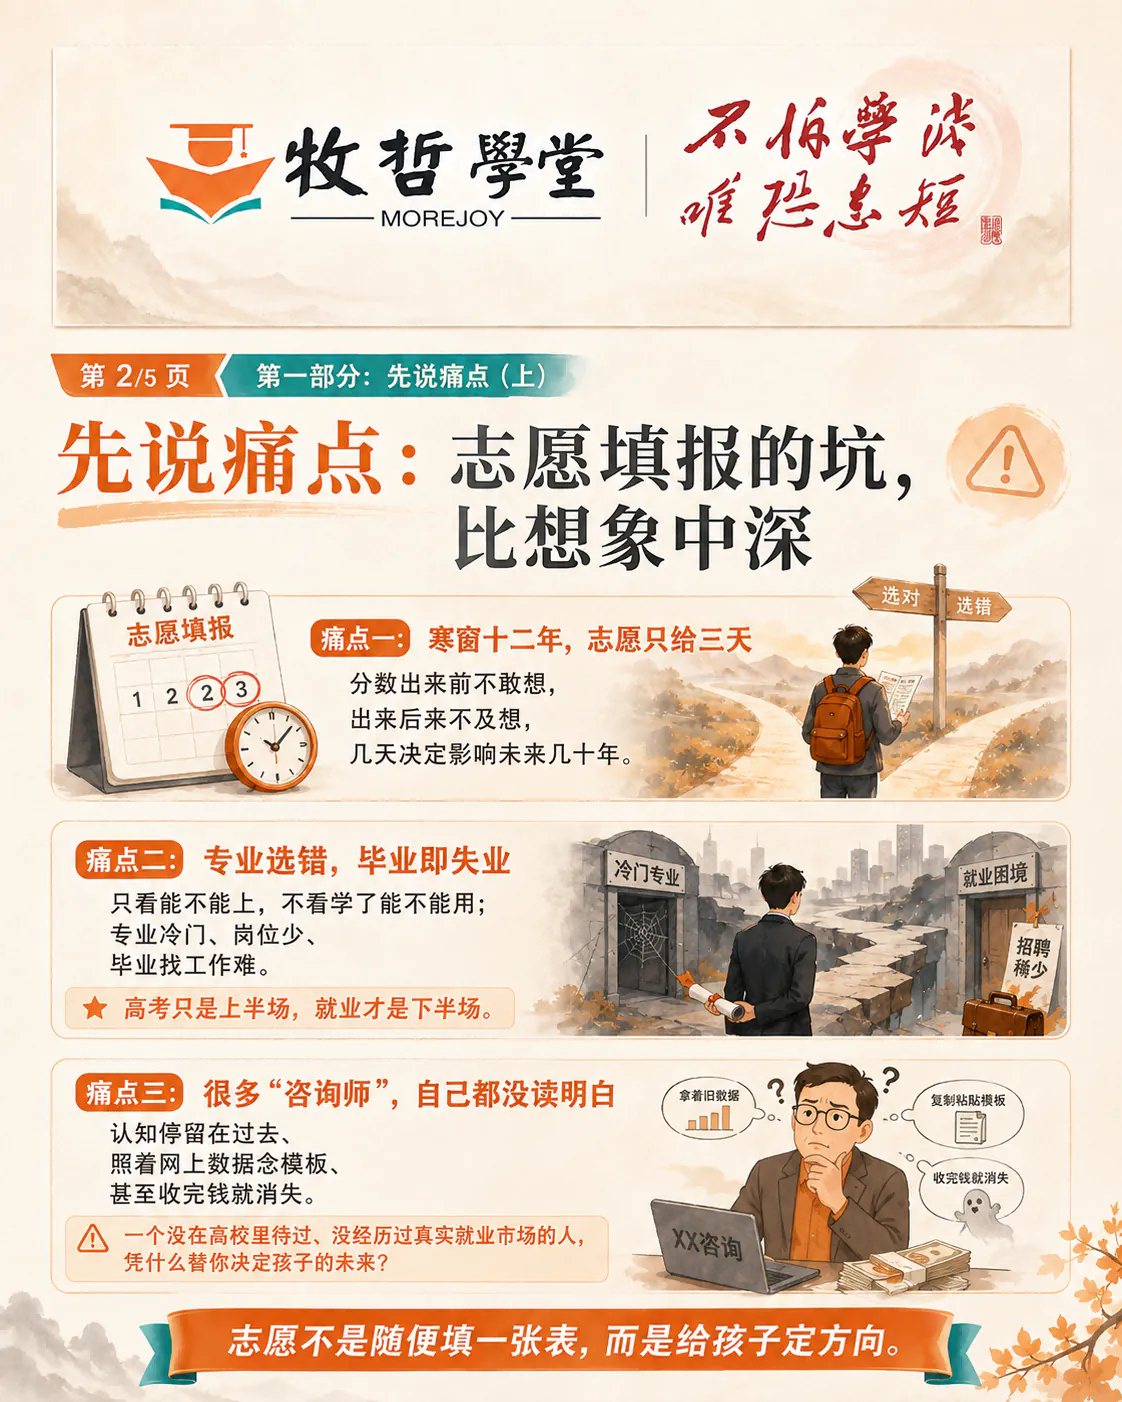 牧哲學堂
MOREJOY
不怕學淺
唯恐志短
第 2/5 页
第一部分：先说痛点（上）
先说痛点：志愿填报的坑，
比想象中深
志愿填报
1 2 2 3
选对
选错
痛点一：寒窗十二年，志愿只给三天
分数出来前不敢想，
出来后来不及想，
几天决定影响未来几十年。
痛点二：专业选错，毕业即失业
只看能不能上，不看学了能不能用；
专业冷门、岗位少、
毕业找工作难。
高考只是上半场，就业才是下半场。
冷门专业
就业困境
招聘
稀少
痛点三：很多“咨询师”，自己都没读明白
认知停留在过去、
照着网上数据念模板、
甚至收完钱就消失。
一个没在高校里待过、没经历过真实就业市场的人，
凭什么替你决定孩子的未来？
拿着旧数据
复制粘贴模板
收完钱就消失
XX咨询
志愿不是随便填一张表，而是给孩子定方向。